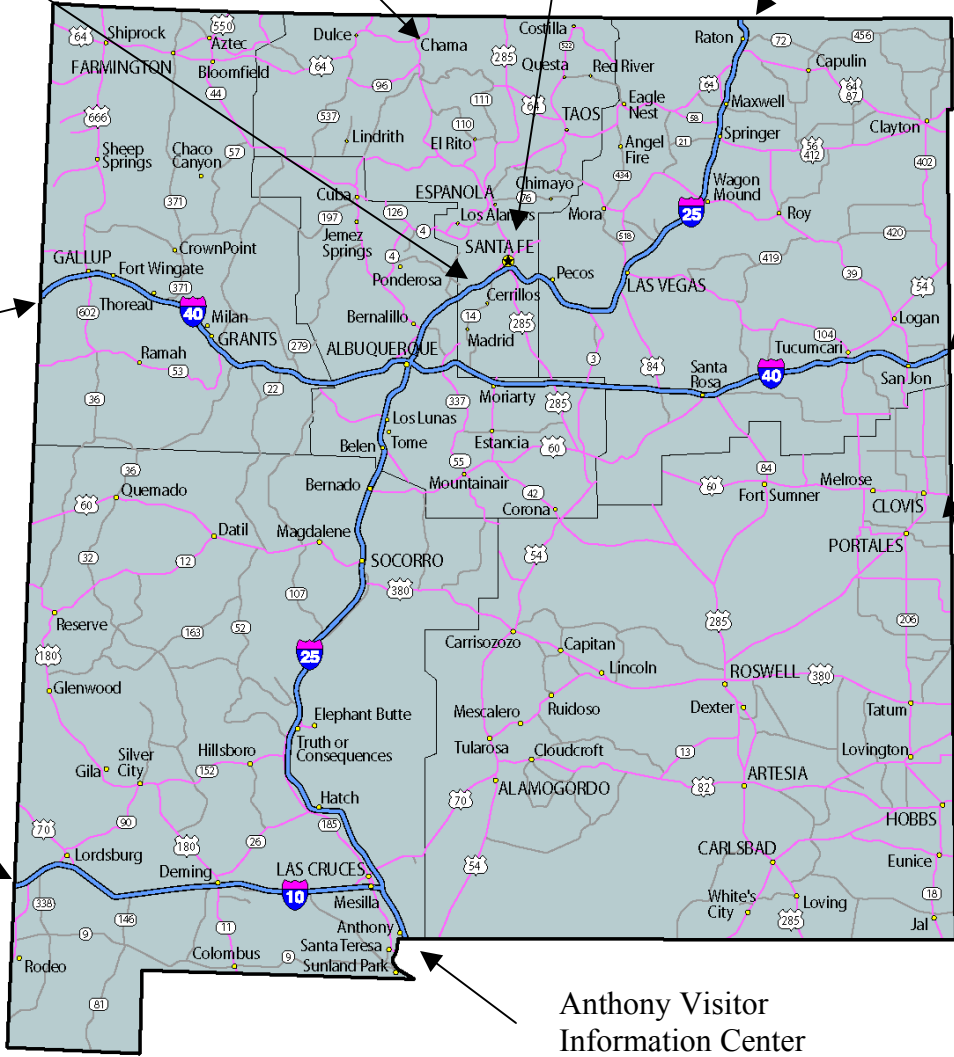 550
Costilla
64
Shiprock
Aztec
Dulce
Chama
522
Raton
72
456
FARMINGTON
Bloomfield
64
285
Questa
Red River
Capulin
44
96
111
64
64
64
87
666
537
Eagle
Nest
Maxwell
110
TAOS
58
Clayton
Lindrith
El Rito
Springer
Sheep
Springs
Chaco
Canyon
57
Angel
Fire
21
56
412
402
434
Wagon
Mound
Cuba
ESPANOLA
Chimayo
76
371
197
126
Los Alamos
Mora
25
Roy
Jemez
Springs
4
518
420
CrownPoint
SANTA FE
GALLUP
4
419
Fort Wingate
Ponderosa
Pecos
39
371
Cerrillos
LAS VEGAS
54
Thoreau
40
602
Milan
Bernalillo
14
285
Logan
GRANTS
279
Madrid
104
ALBUQUERQUE
Tucumcari
Ramah
53
3
84
Santa
Rosa
40
San Jon
22
36
337
Moriarty
285
Los Lunas
Tome
Estancia
60
Belen
55
36
Mountainair
84
Melrose
Quemado
Bernado
42
60
Fort Sumner
CLOVIS
60
Corona
Datil
Magdalene
PORTALES
54
32
12
SOCORRO
107
380
Reserve
163
52
285
206
Carrisozozo
Capitan
180
25
Lincoln
ROSWELL
380
Glenwood
Elephant Butte
Mescalero
Ruidoso
Dexter
Tatum
Truth or
Consequences
Tularosa
Cloudcroft
13
Lovington
Silver
City
Hillsboro
Gila
152
ARTESIA
ALAMOGORDO
82
Hatch
70
185
HOBBS
70
90
26
180
CARLSBAD
Lordsburg
54
Eunice
Deming
LAS CRUCES
10
Mesilla
White's
City
Loving
18
338
146
285
Jal
9
11
Anthony
Santa Teresa
Colombus
9
Sunland Park
Rodeo
81
Anthony Visitor
Information Center